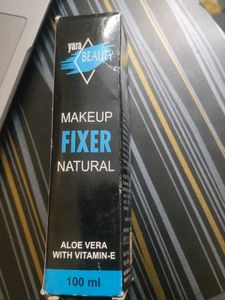 yara
BEAUTY
MAKEUP
FIXER
NATURAL
ALOE VERA
WITH VITAMIN-E
100 ml